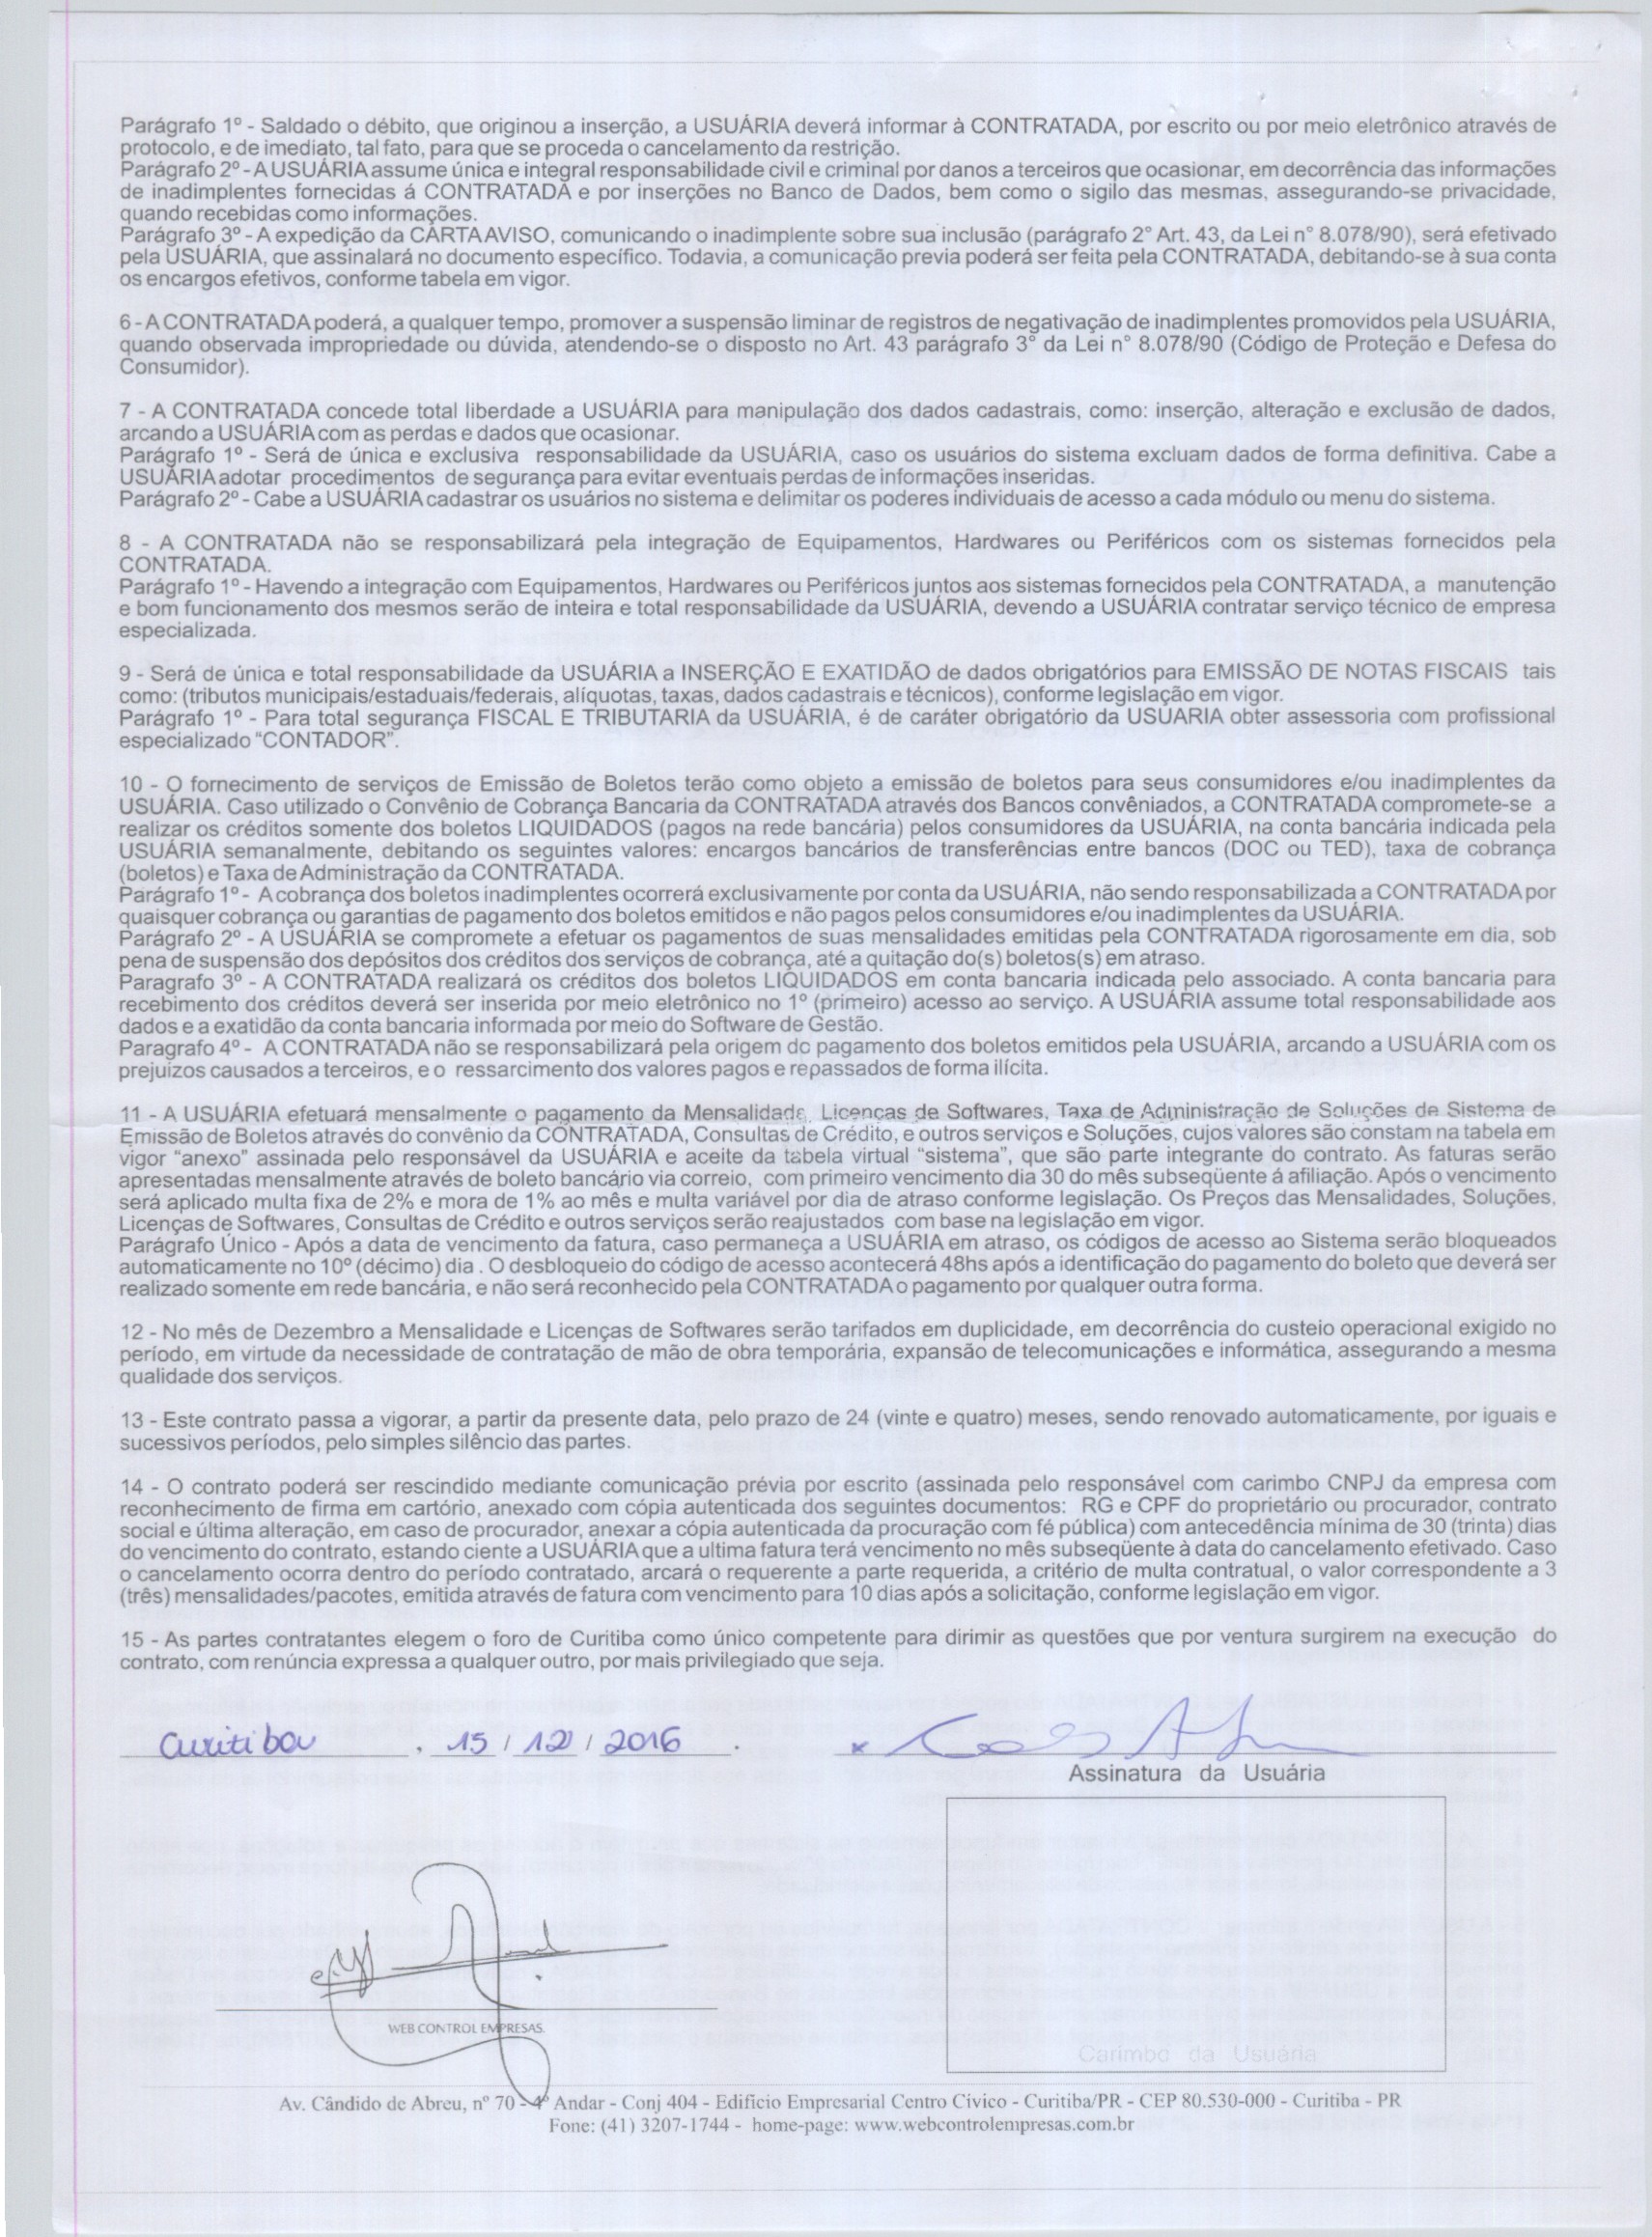 Parágrafo 1º - Saldado o débito, que originou a inserção, a USUÁRIA deverá informar à CONTRATADA, por escrito ou por meio eletrônico através de
protocolo, e de imediato, tal fato, para que se proceda o cancelamento da restrição.
Parágrafo 2º - A USUÁRIA assume única e integral responsabilidade civil e criminal por danos a terceiros que ocasionar, em decorrência das informações
de inadimplentes fornecidas á CONTRATADA e por inserções no Banco de Dados, bem como o sigilo das mesmas, assegurando-se privacidade,
quando recebidas como informações.
Parágrafo 3º - A expedição da CARTA AVISO, comunicando o inadimplente sobre sua inclusão (parágrafo 2° Art. 43, da Lei n° 8.078/90), será efetivado
pela USUÁRIA, que assinalará no documento específico. Todavia, a comunicação previa poderá ser feita pela CONTRATADA, debitando-se à sua conta
os encargos efetivos, conforme tabela em vigor.
6 - A CONTRATADA poderá, a qualquer tempo, promover a suspensão liminar de registros de negativação de inadimplentes promovidos pela USUÁRIA,
quando observada impropriedade ou dúvida, atendendo-se o disposto no Art. 43 parágrafo 3° da Lei n° 8.078/90 (Código de Proteção e Defesa do
Consumidor).
7 - A CONTRATADA concede total liberdade a USUÁRIA para manipulação dos dados cadastrais, como: inserção, alteração e exclusão de dados,
arcando a USUÁRIA com as perdas e dados que ocasionar.
Parágrafo 1º - Será de única e exclusiva responsabilidade da USUÁRIA, caso os usuários do sistema excluam dados de forma definitiva. Cabe a
USUÁRIA adotar procedimentos de segurança para evitar eventuais perdas de informações inseridas.
Parágrafo 2º - Cabe a USUÁRIA cadastrar os usuários no sistema e delimitar os poderes individuais de acesso a cada módulo ou menu do sistema.
8 - A CONTRATADA não se responsabilizará pela integração de Equipamentos, Hardwares ou Periféricos com os sistemas fornecidos pela
CONTRATADA.
Parágrafo 1º - Havendo a integração com Equipamentos, Hardwares ou Periféricos juntos aos sistemas fornecidos pela CONTRATADA, a manutenção
e bom funcionamento dos mesmos serão de inteira e total responsabilidade da USUÁRIA, devendo a USUÁRIA contratar serviço técnico de empresa
especializada.
9 - Será de única e total responsabilidade da USUÁRIA a INSERÇÃO E EXATIDÃO de dados obrigatórios para EMISSÃO DE NOTAS FISCAIS tais
como: (tributos municipais/estaduais/federais, alíquotas, taxas, dados cadastrais e técnicos), conforme legislação em vigor.
Parágrafo 1º - Para total segurança FISCAL E TRIBUTARIA da USUÁRIA, é de caráter obrigatório da USUARIA obter assessoria com profissional
especializado “CONTADOR”.
10 - O fornecimento de serviços de Emissão de Boletos terão como objeto a emissão de boletos para seus consumidores e/ou inadimplentes da
USUÁRIA. Caso utilizado o Convênio de Cobrança Bancaria da CONTRATADA através dos Bancos convêniados, a CONTRATADA compromete-se a
realizar os créditos somente dos boletos LIQUIDADOS (pagos na rede bancária) pelos consumidores da USUÁRIA, na conta bancária indicada pela
USUÁRIA semanalmente, debitando os seguintes valores: encargos bancários de transferências entre bancos (DOC ou TED), taxa de cobrança
(boletos) e Taxa de Administração da CONTRATADA.
Parágrafo 1º - A cobrança dos boletos inadimplentes ocorrerá exclusivamente por conta da USUÁRIA, não sendo responsabilizada a CONTRATADA por
quaisquer cobrança ou garantias de pagamento dos boletos emitidos e não pagos pelos consumidores e/ou inadimplentes da USUÁRIA.
Parágrafo 2º - A USUÁRIA se compromete a efetuar os pagamentos de suas mensalidades emitidas pela CONTRATADA rigorosamente em dia, sob
pena de suspensão dos depósitos dos créditos dos serviços de cobrança, até a quitação do(s) boletos(s) em atraso.
Paragrafo 3º - A CONTRATADA realizará os créditos dos boletos LIQUIDADOS em conta bancaria indicada pelo associado. A conta bancaria para
recebimento dos créditos deverá ser inserida por meio eletrônico no 1º (primeiro) acesso ao serviço. A USUÁRIA assume total responsabilidade aos
dados e a exatidão da conta bancaria informada por meio do Software de Gestão.
Paragrafo 4º - A CONTRATADA não se responsabilizará pela origem do pagamento dos boletos emitidos pela USUÁRIA, arcando a USUÁRIA com os
prejuízos causados a terceiros, e o ressarcimento dos valores pagos e repassados de forma ilícita.
11 - A USUÁRIA efetuará mensalmente o pagamento da Mensalidade, Licenças de Softwares, Taxa de Administração de Soluções de Sistema de
Emissão de Boletos através do convênio da CONTRATADA, Consultas de Crédito, e outros serviços e Soluções, cujos valores são constam na tabela em
vigor “anexo” assinada pelo responsável da USUÁRIA e aceite da tabela virtual “sistema”, que são parte integrante do contrato. As faturas serão
apresentadas mensalmente através de boleto bancário via correio, com primeiro vencimento dia 30 do mês subseqüente á afiliação. Após o vencimento
será aplicado multa fixa de 2% e mora de 1% ao mês e multa variável por dia de atraso conforme legislação. Os Preços das Mensalidades, Soluções,
Licenças de Softwares, Consultas de Crédito e outros serviços serão reajustados com base na legislação em vigor.
Parágrafo Único - Após a data de vencimento da fatura, caso permaneça a USUÁRIA em atraso, os códigos de acesso ao Sistema serão bloqueados
automaticamente no 10º (décimo) dia . O desbloqueio do código de acesso acontecerá 48hs após a identificação do pagamento do boleto que deverá ser
realizado somente em rede bancária, e não será reconhecido pela CONTRATADA o pagamento por qualquer outra forma.
12 - No mês de Dezembro a Mensalidade e Licenças de Softwares serão tarifados em duplicidade, em decorrência do custeio operacional exigido no
período, em virtude da necessidade de contratação de mão de obra temporária, expansão de telecomunicações e informática, assegurando a mesma
qualidade dos serviços.
13 - Este contrato passa a vigorar, a partir da presente data, pelo prazo de 24 (vinte e quatro) meses, sendo renovado automaticamente, por iguais e
sucessivos períodos, pelo simples silêncio das partes.
14 - O contrato poderá ser rescindido mediante comunicação prévia por escrito (assinada pelo responsável com carimbo CNPJ da empresa com
reconhecimento de firma em cartório, anexado com cópia autenticada dos seguintes documentos: RG e CPF do proprietário ou procurador, contrato
social e última alteração, em caso de procurador, anexar a cópia autenticada da procuração com fé pública) com antecedência mínima de 30 (trinta) dias
do vencimento do contrato, estando ciente a USUÁRIA que a ultima fatura terá vencimento no mês subseqüente à data do cancelamento efetivado. Caso
o cancelamento ocorra dentro do período contratado, arcará o requerente a parte requerida, a critério de multa contratual, o valor correspondente a 3
(três) mensalidades/pacotes, emitida através de fatura com vencimento para 10 dias após a solicitação, conforme legislação em vigor.
15 - As partes contratantes elegem o foro de Curitiba como único competente para dirimir as questões que por ventura surgirem na execução do
contrato, com renúncia expressa a qualquer outro, por mais privilegiado que seja.
Curitiba , 15 / 12 / 2016 .
Assinatura da Usuária
WEB CONTROL EMPRESAS
Carimbo da Usuária
Av. Cândido de Abreu, nº 70 - 4º Andar - Conj 404 - Edificio Empresarial Centro Cívico - Curitiba/PR - CEP 80.530-000 - Curitiba - PR
Fone: (41) 3207-1744 - home-page: www.webcontrolempresas.com.br